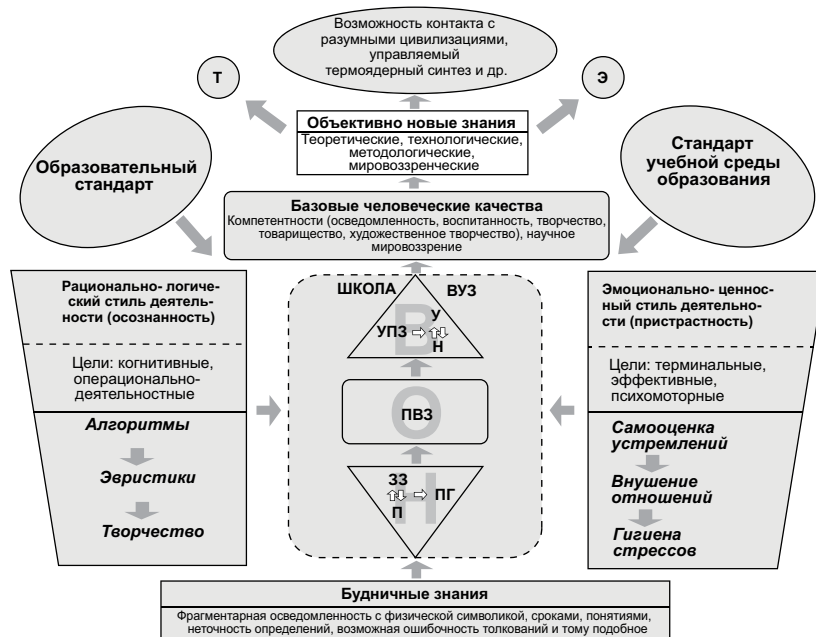 Возможность контакта с
разумными цивилизациями,
управляемый
термоядерный синтез и др.
Т
Э
Объективно новые знания
Теоретические, технологические,
методологические,
мировоззренческие
Образовательный
стандарт
Стандарт
учебной среды
образования
Базовые человеческие качества
Компетентности (осведомленность, воспитанность, творчество,
товарищество, художественное творчество), научное
мировоззрение
Рационально- логи-
ческий стиль деятель-
ности (осознанность)
Цели: когнитивные,
операционально-
деятельностные
Алгоритмы
Эвристики
Творчество
ШКОЛА
ВУЗ
В
УПЗ
У
Н
О
ПВЗ
Н
ЗЗ
П
ПГ
Эмоционально- ценнос-
ный стиль деятельно-
сти (пристрастность)
Цели: терминальные,
эффективные,
психомоторные
Самооценка
устремлений
Внушение
отношений
Гигиена
стрессов
Будничные знания
Фрагментарная осведомленность с физической символикой, сроками, понятиями,
неточность определений, возможная ошибочность толкований и тому подобное